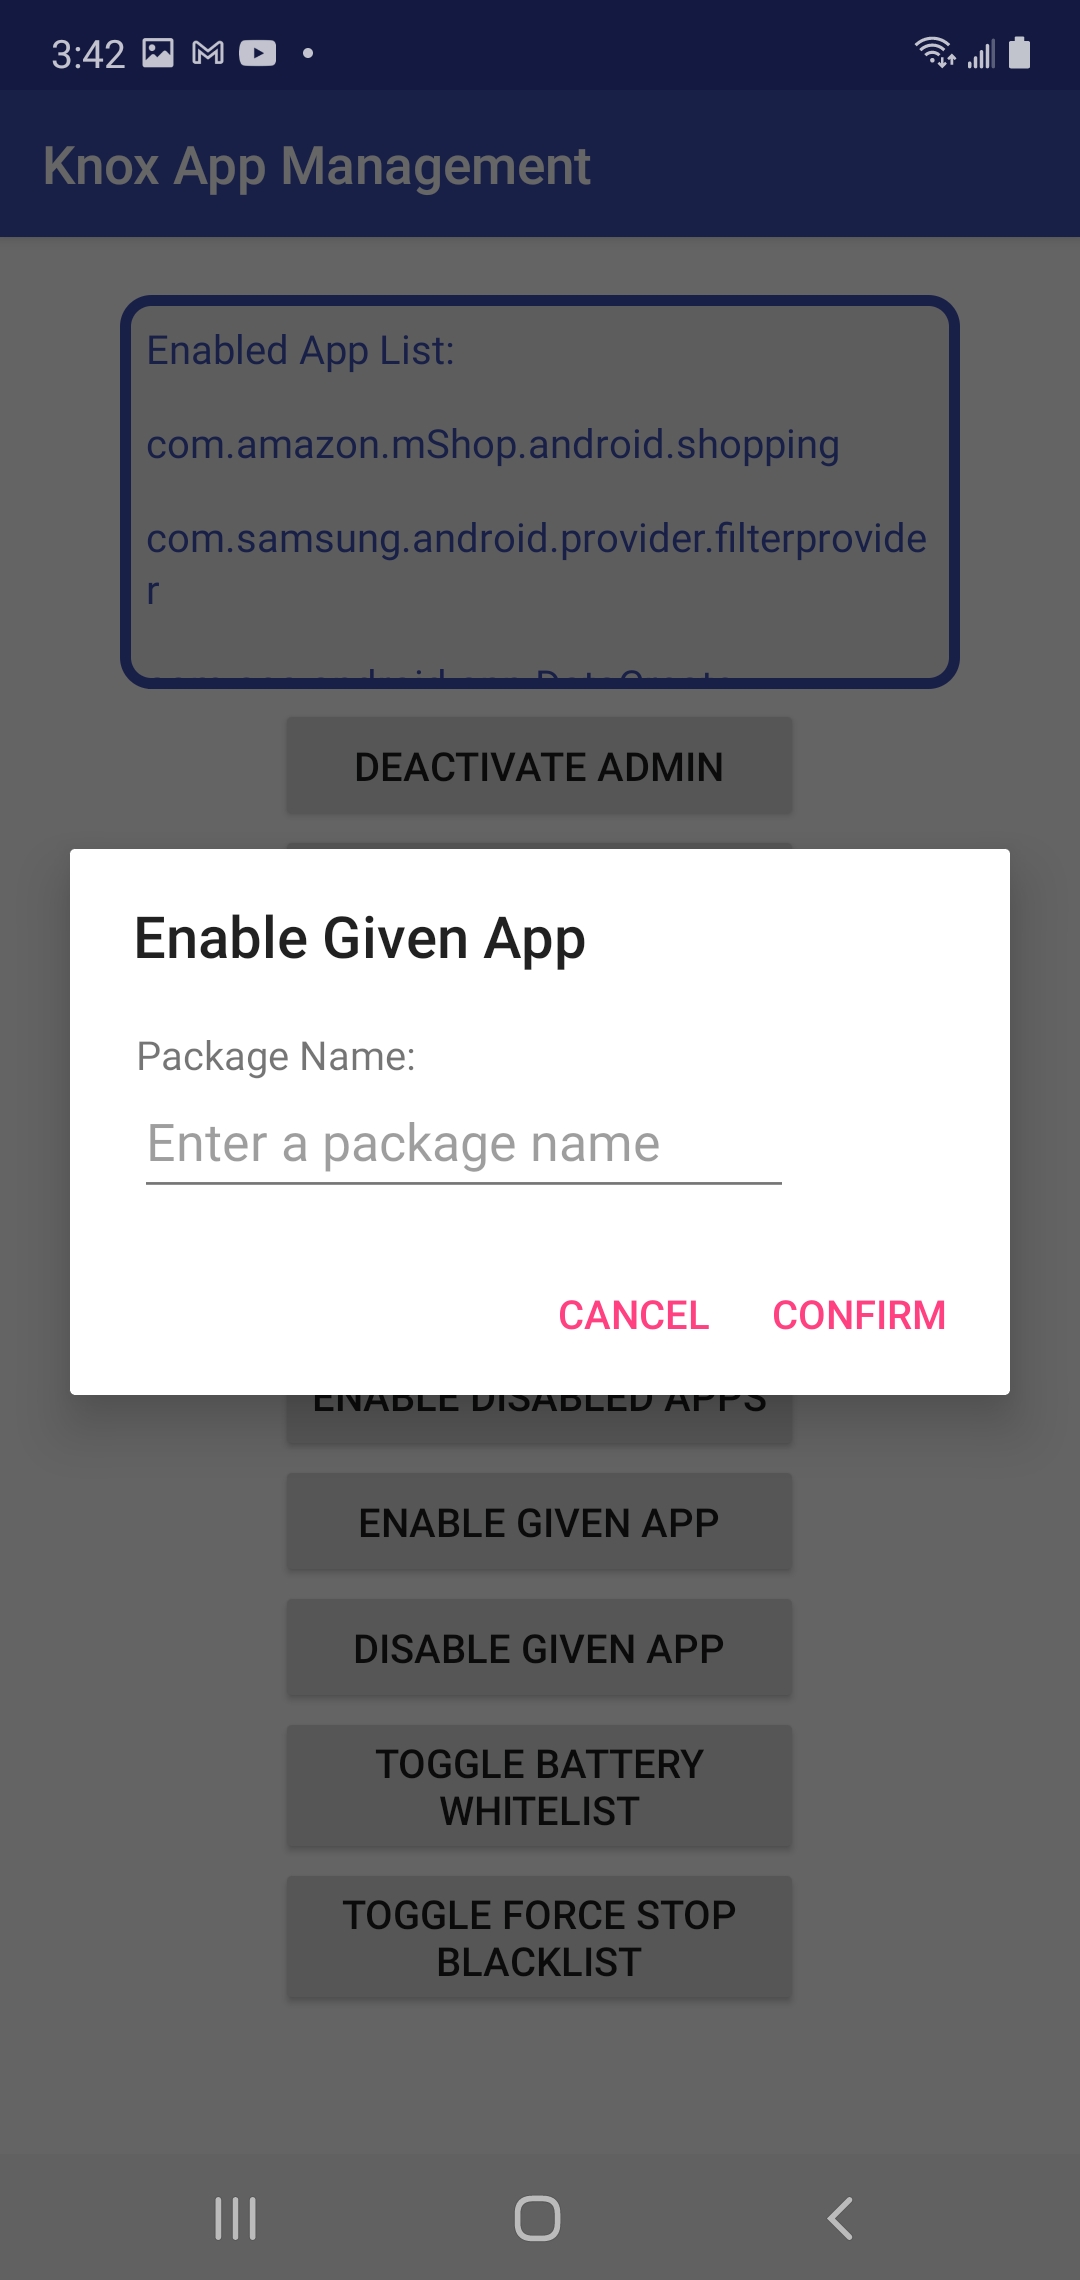 3:42
Knox App Management
Enabled App List:
com.amazon.mShop.android.shopping
com.samsung.android.provider.filterprovide
r
DEACTIVATE ADMIN
Enable Given App
Package Name:
Enter a package name
CANCEL CONFIRM
ENABLE DISABLED APPS
ENABLE GIVEN APP
DISABLE GIVEN APP
TOGGLE BATTERY
WHITELIST
TOGGLE FORCE STOP
BLACKLIST